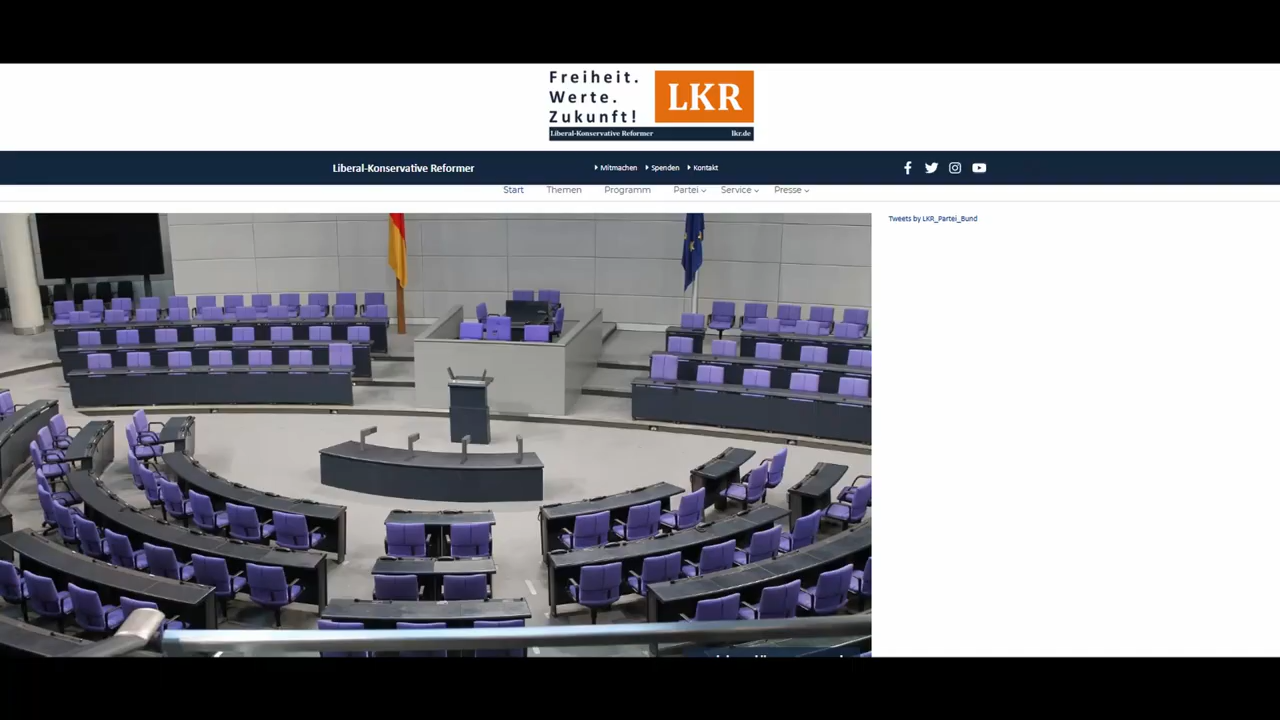 Freiheit.
Werte.
Zukunft!
LKR
Liberal-Konservative Reformer lkr.de
Liberal-Konservative Reformer Mitmachen Spenden Kontakt
Start Themen Programm Partei Service Presse
Tweets by LKR_Partei_Bund